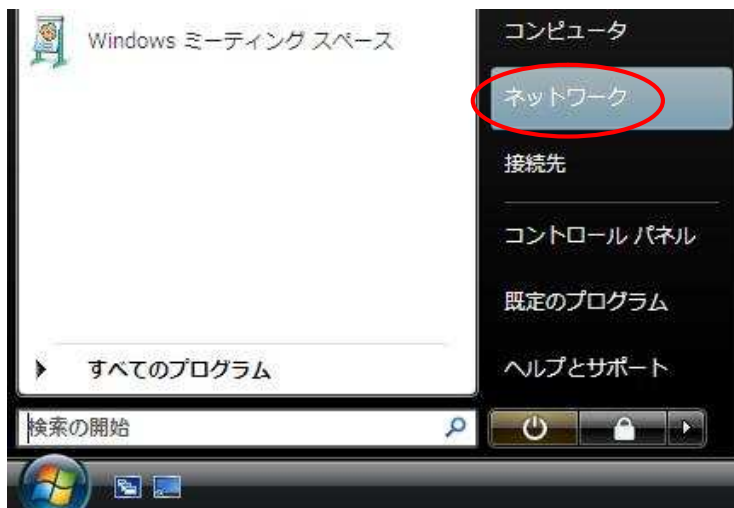 Windows ミーティング スペース
すべてのプログラム
検索の開始
コンピュータ
ネットワーク
接続先
コントロール パネル
既定のプログラム
ヘルプとサポート